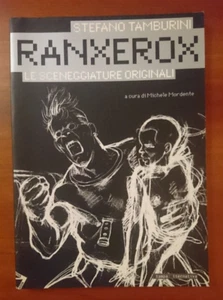 STEFANO TAMBURINI
RANXEROX
LE SCENEGGIATURE ORIGINALI
a cura di Michele Mordente